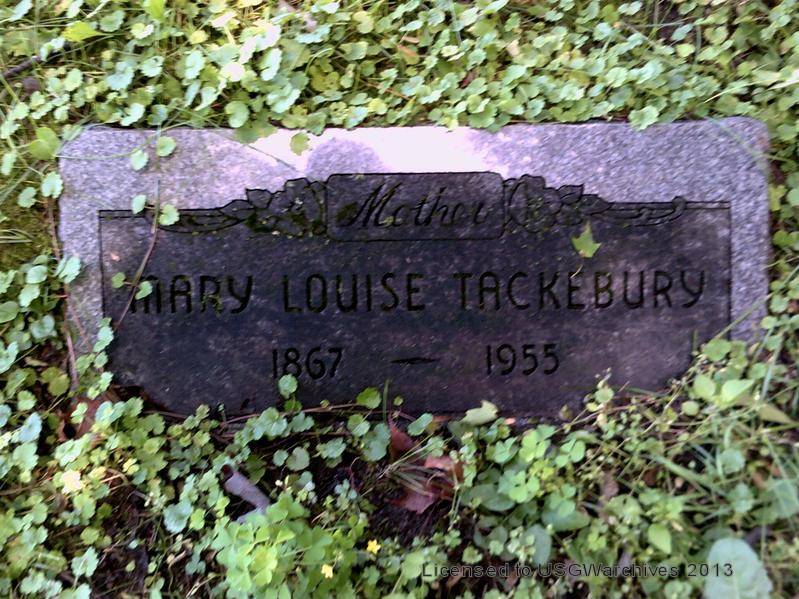 Mother
MARY LOUISE TACKEBURY
1867 — 1955
Licensed to USGWarchives 2013